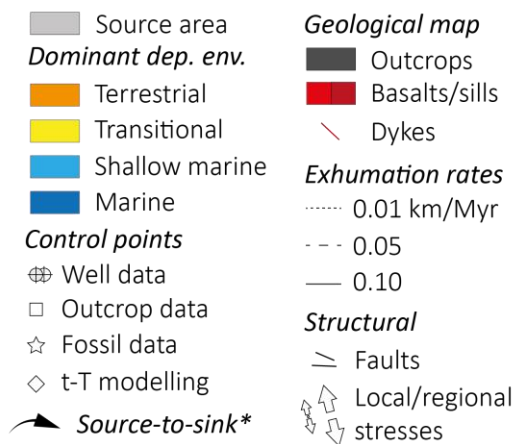 Source area
Dominant dep. env.
Terrestrial
Transitional
Shallow marine
Marine
Control points
Well data
Outcrop data
Fossil data
t-T modelling
Source-to-sink*
Geological map
Outcrops
Basalts/sills
Dykes
Exhumation rates
0.01 km/Myr
0.05
0.10
Structural
Faults
Local/regional
stresses